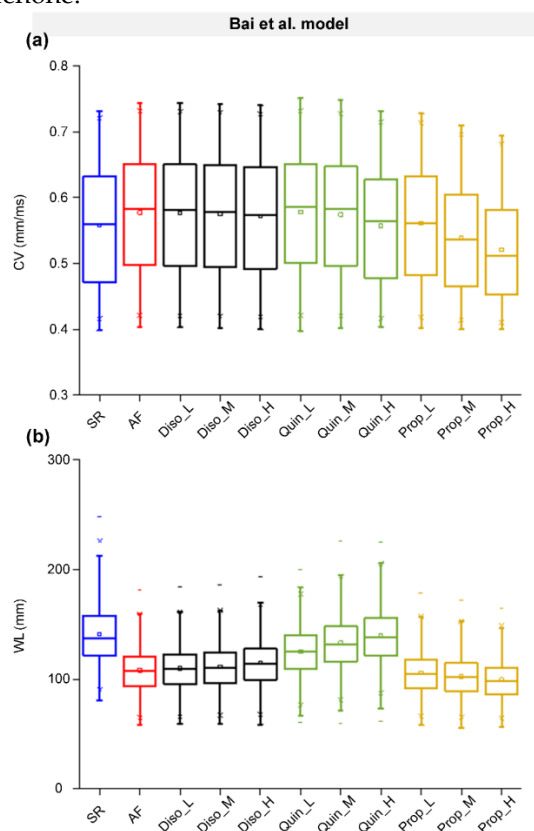 Bai et al. model
(a)
0.8
0.7
0.6
0.5
0.4
0.3
CV (mm/ms)
SR AF Diso_L Diso_M Diso_H Quin_L Quin_M Quin_H Prop_L Prop_M Prop_H
(b)
300
200
100
0
WL (mm)
SR AF Diso_L Diso_M Diso_H Quin_L Quin_M Quin_H Prop_L Prop_M Prop_H